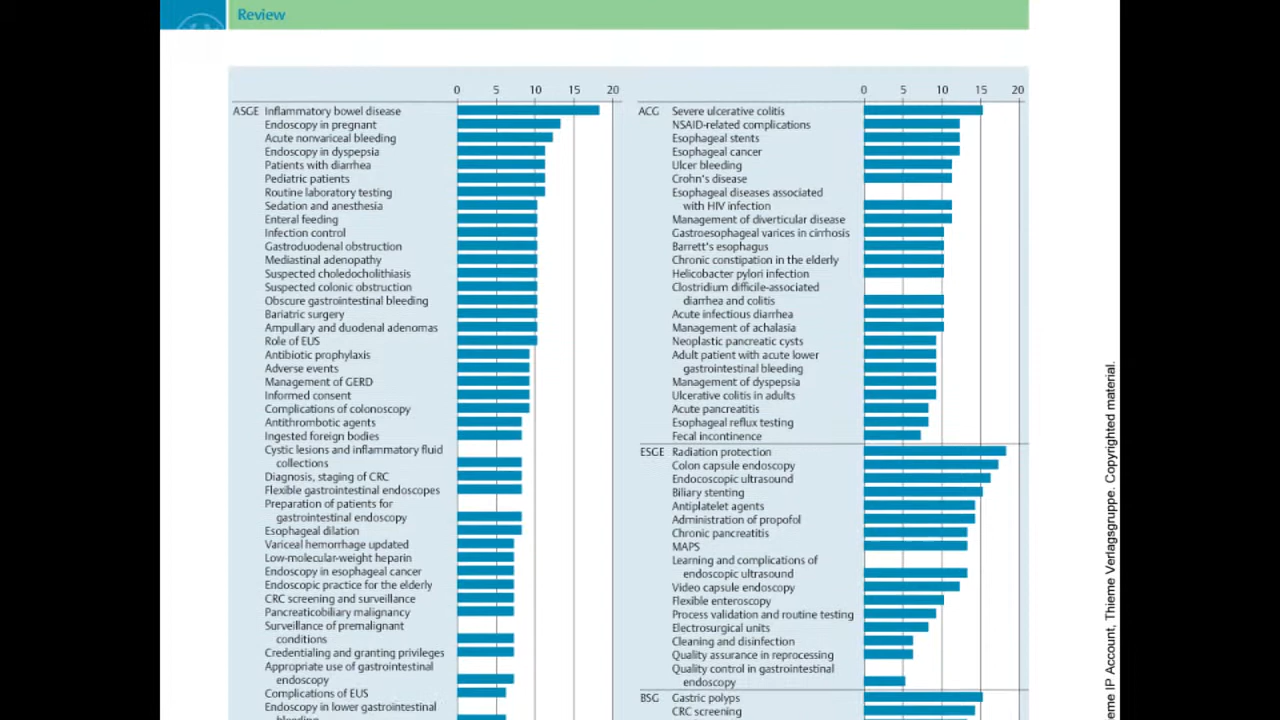 Review
0 5 10 15 20
ASGE Inflammatory bowel disease
Endoscopy in pregnant
Acute nonvariceal bleeding
Endoscopy in dyspepsia
Patients with diarrhea
Pediatric patients
Routine laboratory testing
Sedation and anesthesia
Enteral feeding
Infection control
Gastroduodenal obstruction
Mediastinal adenopathy
Suspected choledocholithiasis
Suspected colonic obstruction
Obscure gastrointestinal bleeding
Bariatric surgery
Ampullary and duodenal adenomas
Role of EUS
Antibiotic prophylaxis
Adverse events
Management of GERD
Informed consent
Complications of colonoscopy
Antithrombotic agents
Ingested foreign bodies
Cystic lesions and inflammatory fluid
collections
Diagnosis, staging of CRC
Flexible gastrointestinal endoscopes
Preparation of patients for
gastrointestinal endoscopy
Esophageal dilation
Variceal hemorrhage updated
Low-molecular-weight heparin
Endoscopy in esophageal cancer
Endoscopic practice for the elderly
CRC screening and surveillance
Pancreaticobiliary malignancy
Surveillance of premalignant
conditions
Credentialing and granting privileges
Appropriate use of gastrointestinal
endoscopy
Complications of EUS
Endoscopy in lower gastrointestinal
bleeding
0 5 10 15 20
ACG Severe ulcerative colitis
NSAID-related complications
Esophageal stents
Esophageal cancer
Ulcer bleeding
Crohn's disease
Esophageal diseases associated
with HIV infection
Management of diverticular disease
Gastroesophageal varices in cirrhosis
Barrett's esophagus
Chronic constipation in the elderly
Helicobacter pylori infection
Clostridium difficile-associated
diarrhea and colitis
Acute infectious diarrhea
Management of achalasia
Neoplastic pancreatic cysts
Adult patient with acute lower
gastrointestinal bleeding
Management of dyspepsia
Ulcerative colitis in adults
Acute pancreatitis
Esophageal reflux testing
Fecal incontinence
ESGE Radiation protection
Colon capsule endoscopy
Endocoscopic ultrasound
Biliary stenting
Antiplatelet agents
Administration of propofol
Chronic pancreatitis
MAPS
Learning and complications of
endoscopic ultrasound
Video capsule endoscopy
Flexible enteroscopy
Process validation and routine testing
Electrosurgical units
Cleaning and disinfection
Quality assurance in reprocessing
Quality control in gastrointestinal
endoscopy
BSG Gastric polyps
CRC screening
eme IP Account, Thieme Verlagsgruppe. Copyrighted material.